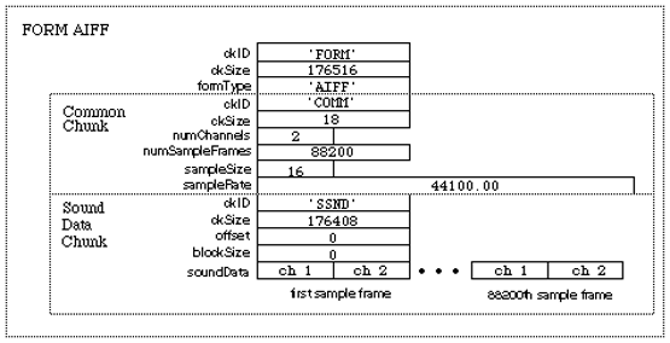 FORM AIFF
ckID 'FORM'
ckSize 176516
formType 'AIFF'
Common Chunk
ckID 'COMM'
ckSize 18
numChannels 2
numSampleFrames 88200
sampleSize 16
sampleRate 44100.00
Sound Data Chunk
ckID 'SSND'
ckSize 176408
offset 0
blockSize 0
soundData ch 1 ch 2 • • • ch 1 ch 2
first sample frame 88200th sample frame